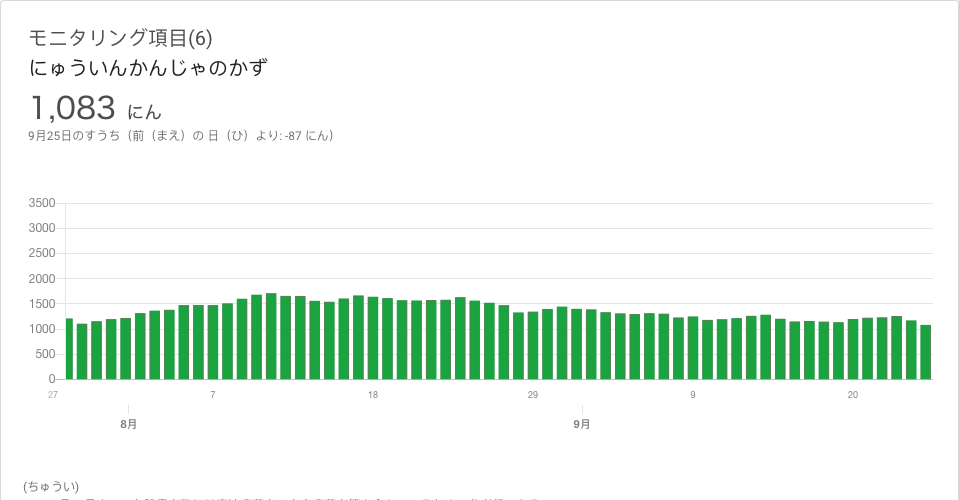 モニタリング項目(6)
にゅういんかんじゃのかず
1,083 にん
9月25日のすうち（前（まえ）の 日（ひ）より: -87 にん）
3500
3000
2500
2000
1500
1000
500
0
27 7 18 29 9 20
8月 9月
(ちゅうい)